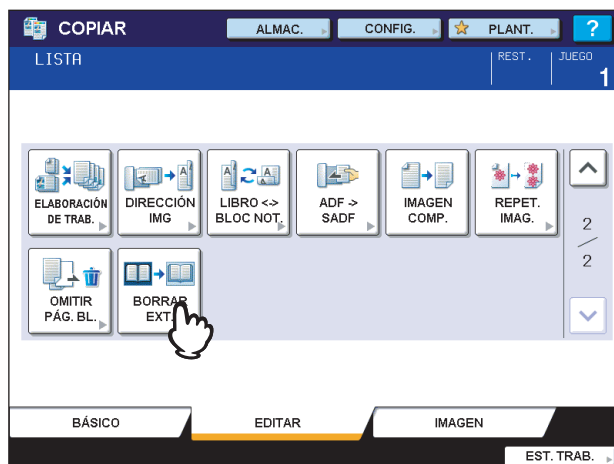 COPIAR
ALMAC.
CONFIG.
PLANT.
?
LISTA
REST.
JUEGO
1
ELABORACIÓN
DE TRAB.
DIRECCIÓN
IMG
LIBRO <->
BLOC NOT.
ADF ->
SADF
IMAGEN
COMP.
REPET.
IMAG.
2
2
OMITIR
PÁG. BL.
BORRAR
EXT.
BÁSICO
EDITAR
IMAGEN
EST. TRAB.